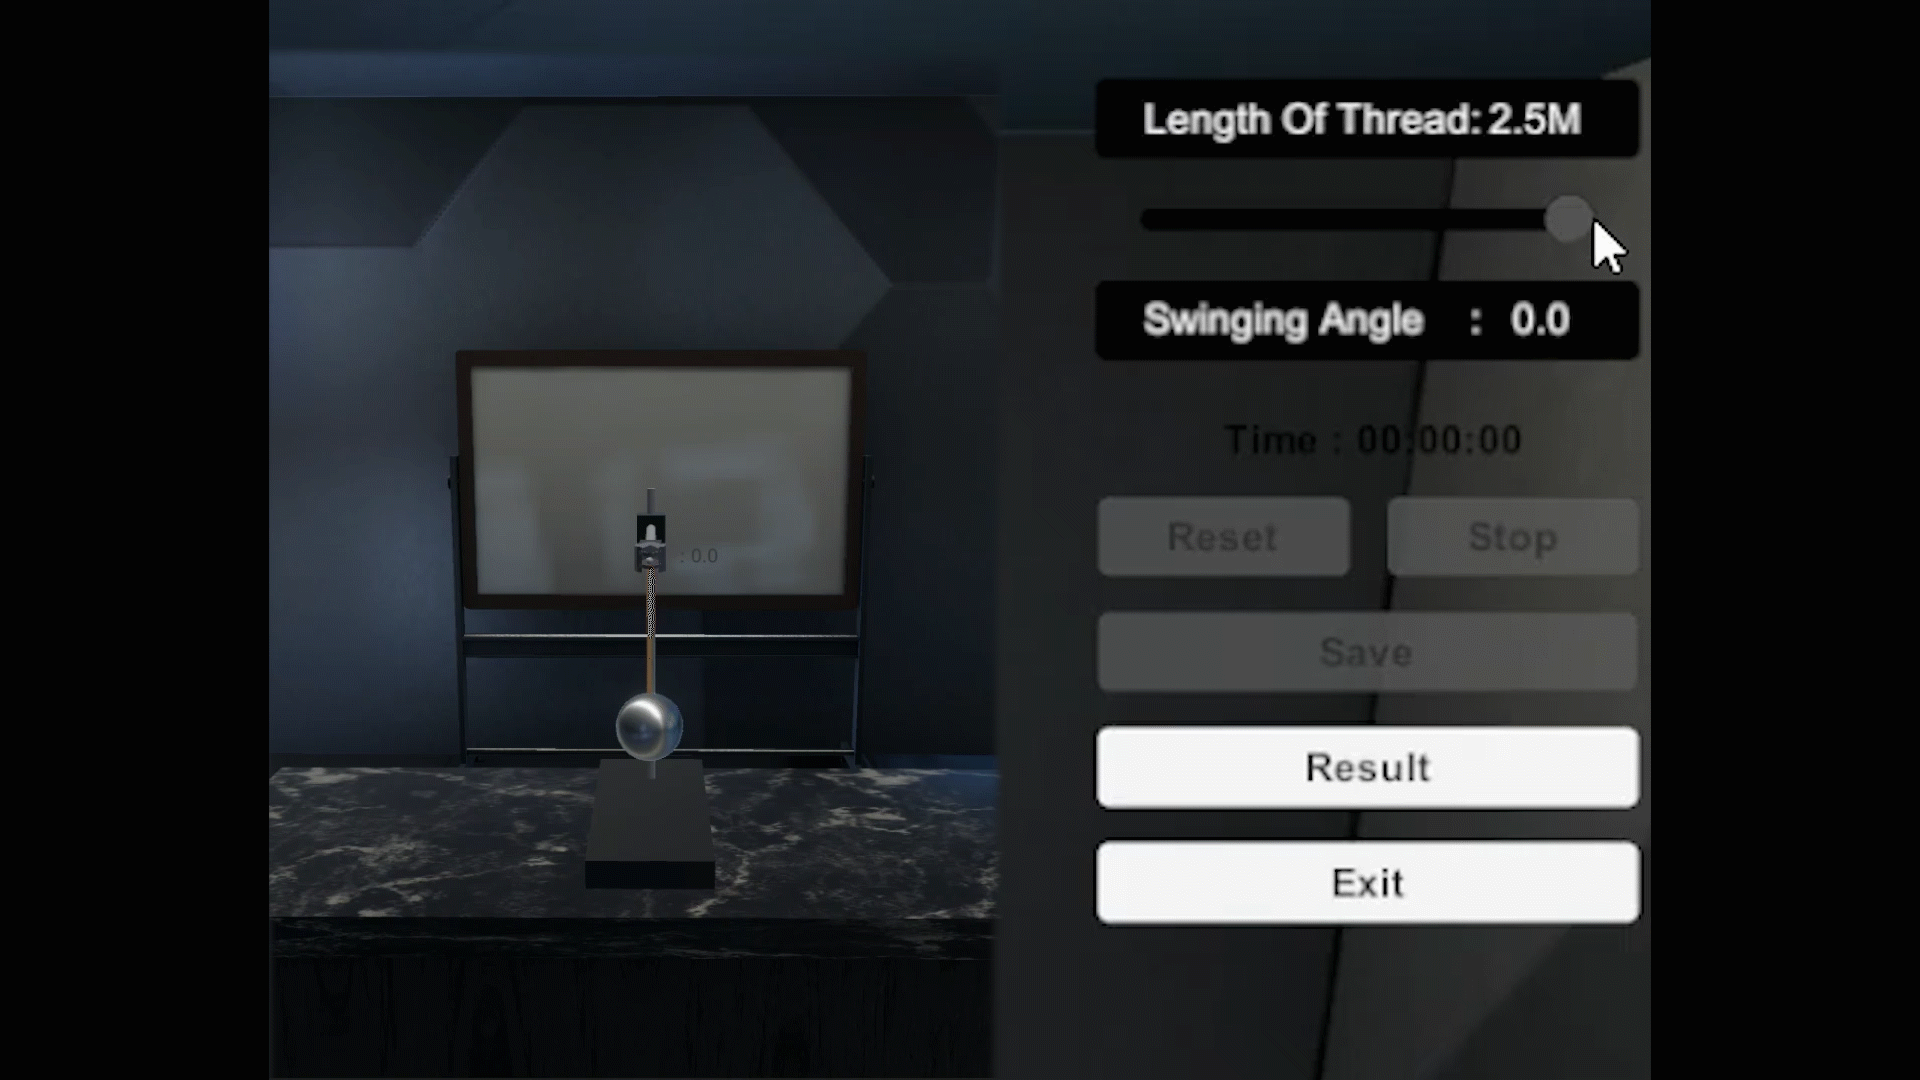 Length Of Thread: 2.5M
Swinging Angle : 0.0
Time : 00:00:00
: 0.0
Reset
Stop
Save
Result
Exit